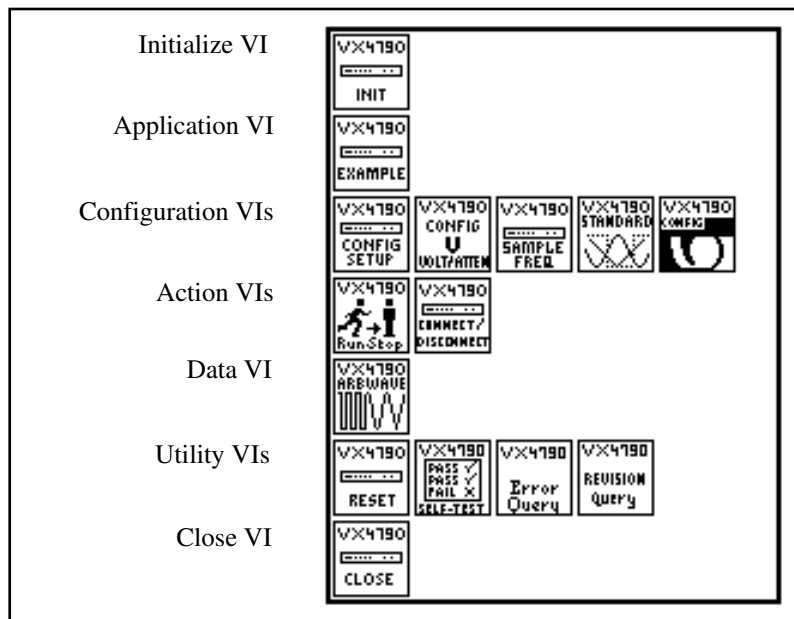 Initialize VI
VX4790
INIT
Application VI
VX4790
EXAMPLE
Configuration VIs
VX4790
CONFIG
SETUP
VX4790
CONFIG
V
VOLT/ATTEN
VX4790
SAMPLE
FREQ
VX4790
STANDARD
VX4790
CONFIG
Action VIs
VX4790
Run-Stop
VX4790
CONNECT/
DISCONNECT
Data VI
VX4790
ARBWAVE
Utility VIs
VX4790
RESET
VX4790
PASS ✓
PASS ✓
FAIL X
SELF-TEST
VX4790
Error
Query
VX4790
REVISION
Query
Close VI
VX4790
CLOSE